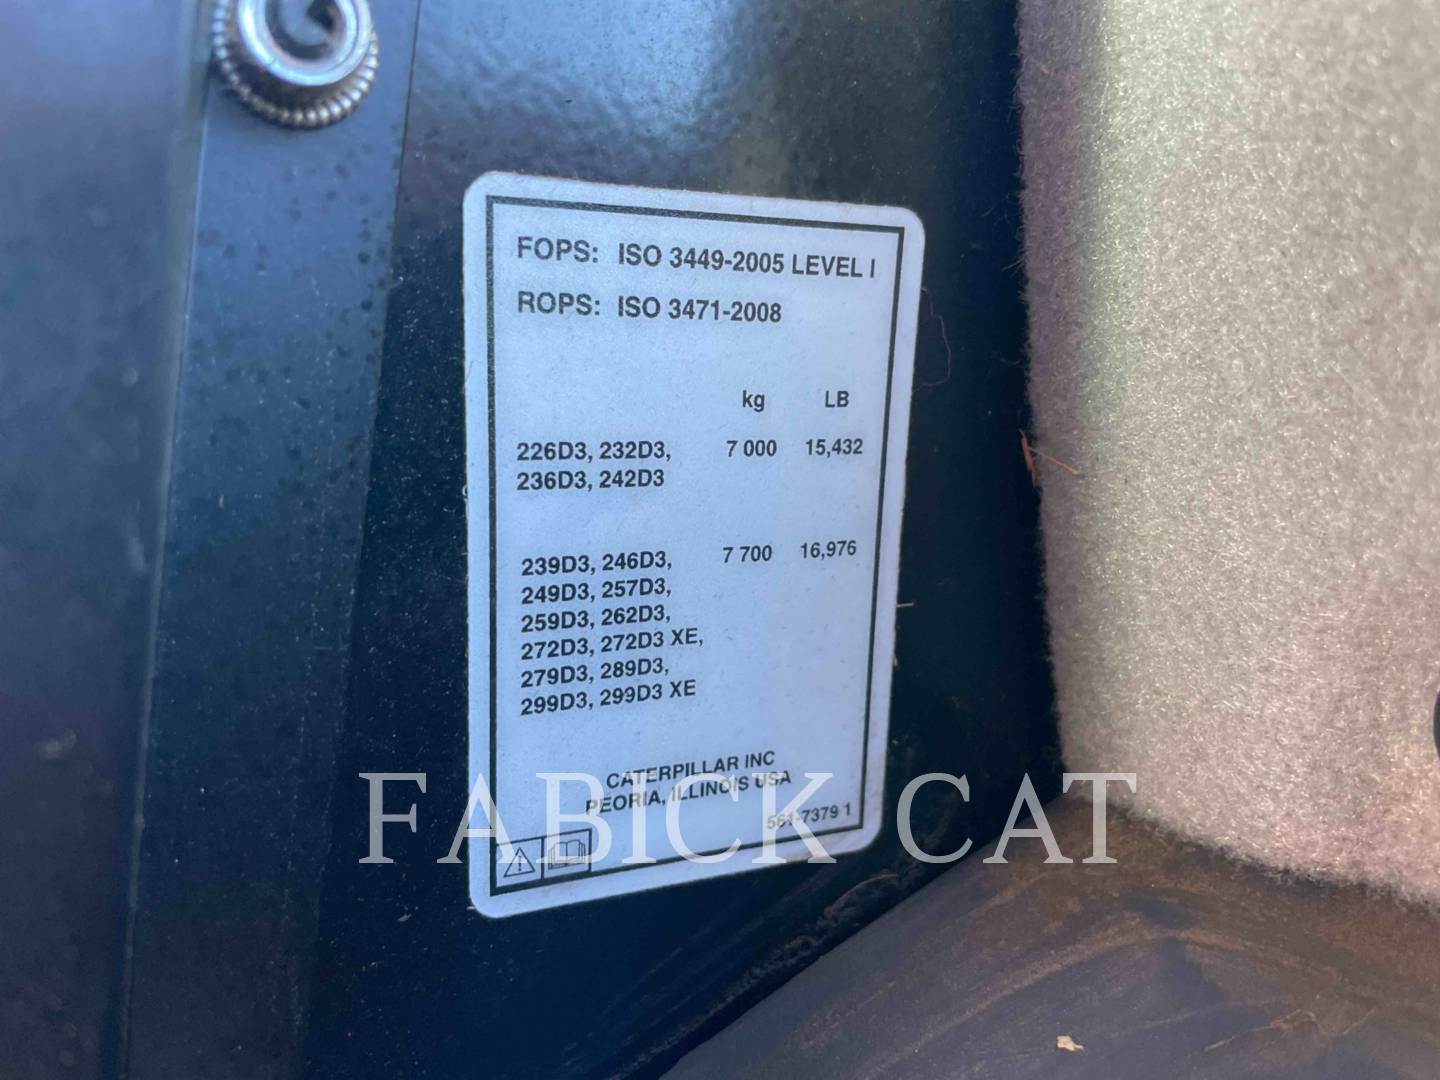 FOPS: ISO 3449-2005 LEVEL I
ROPS: ISO 3471-2008
kg LB
226D3, 232D3, 7 000 15,432
236D3, 242D3
239D3, 246D3, 7 700 16,976
249D3, 257D3,
259D3, 262D3,
272D3, 272D3 XE,
279D3, 289D3,
299D3, 299D3 XE
CATERPILLAR INC
PEORIA, ILLINOIS USA
561-7379 1
FABICK CAT